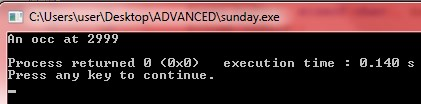 C:\Users\user\Desktop\ADVANCED\sunday.exe
An occ at 2999
Process returned 0 (0x0)   execution time : 0.140 s
Press any key to continue.